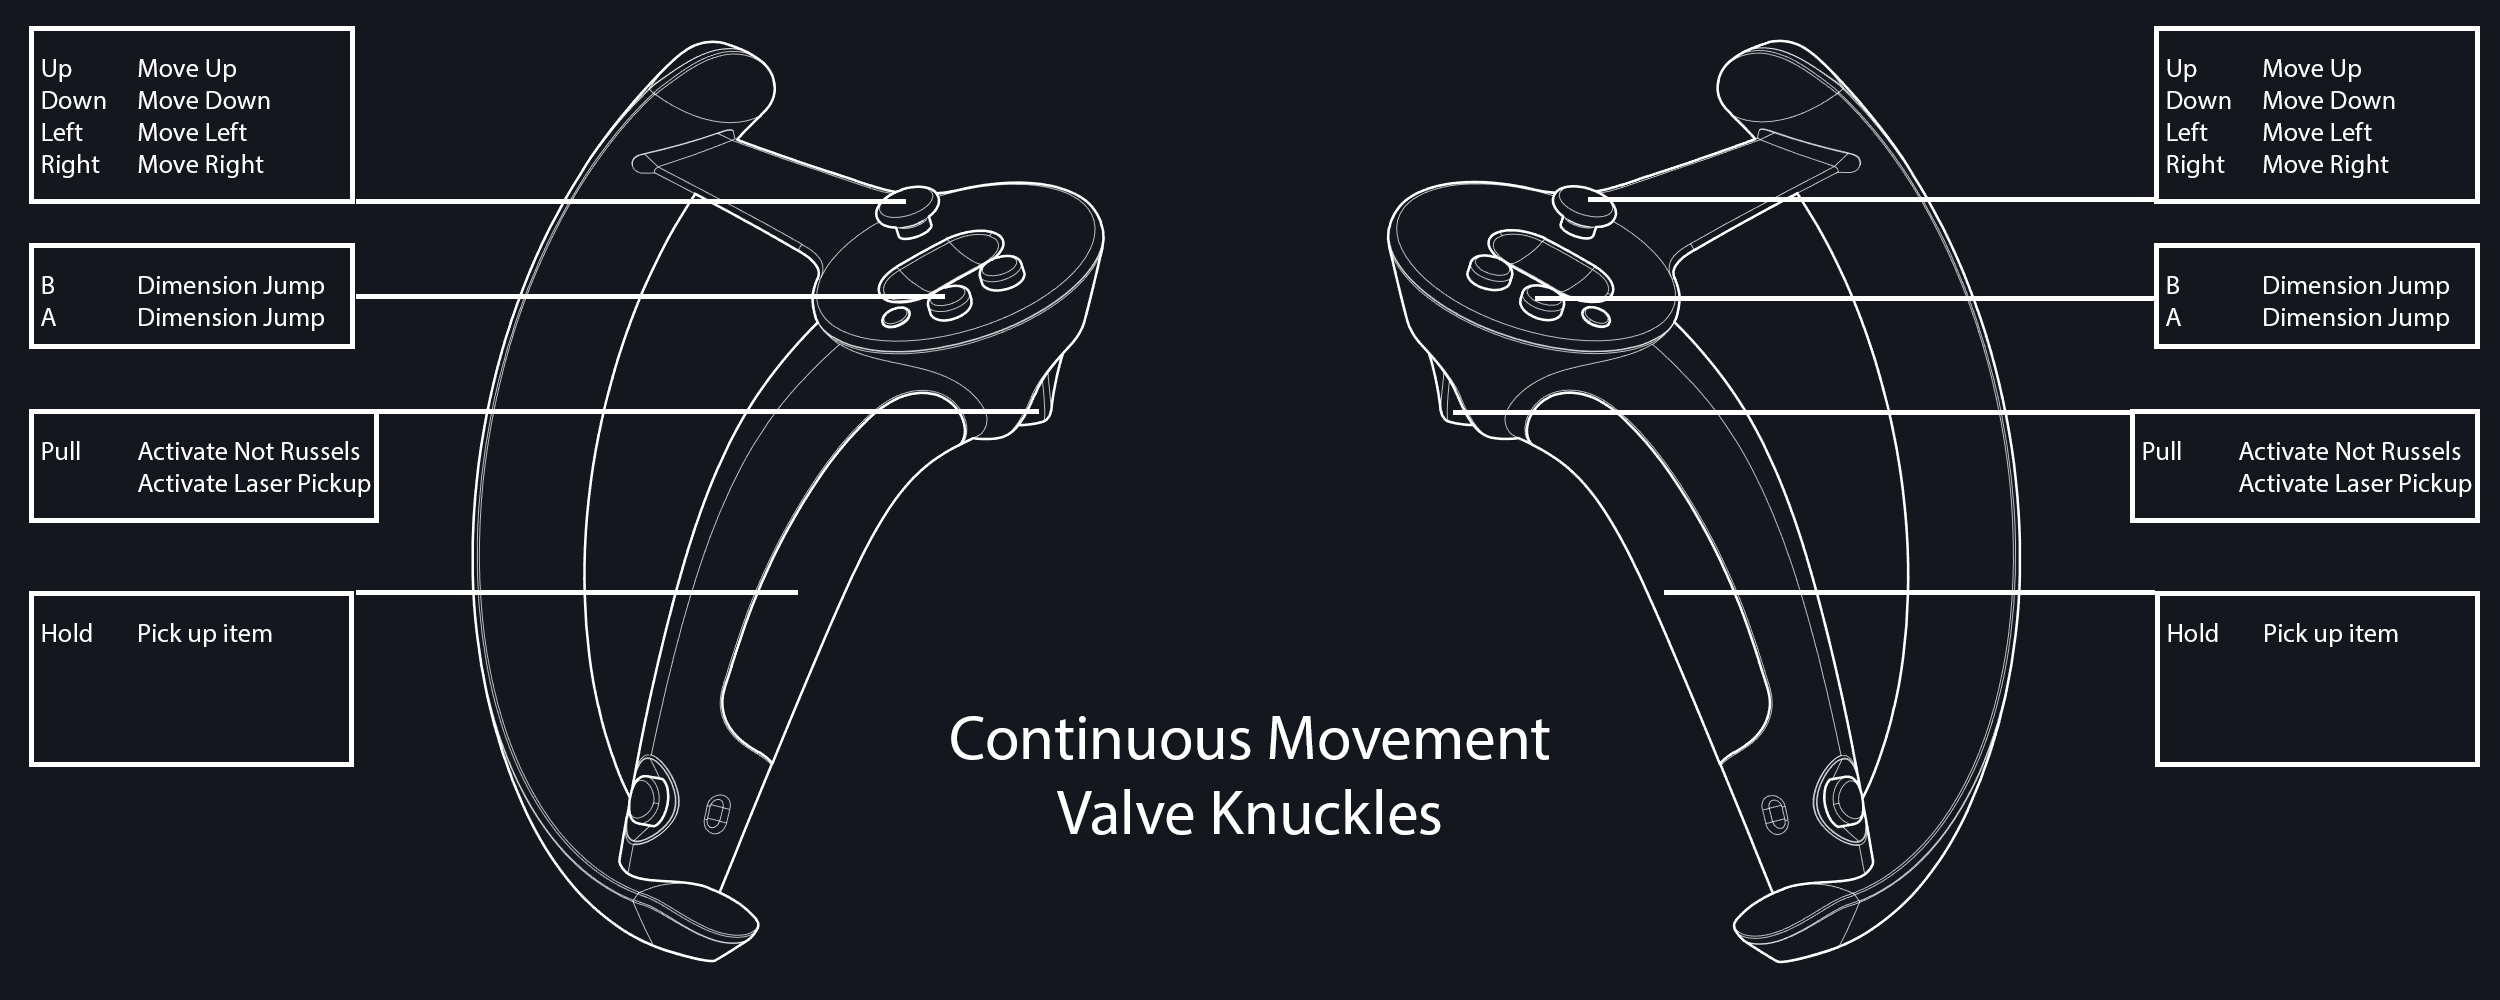 Up Move Up
Down Move Down
Left Move Left
Right Move Right
B Dimension Jump
A Dimension Jump
Pull Activate Not Russels
Activate Laser Pickup
Hold Pick up item
Up Move Up
Down Move Down
Left Move Left
Right Move Right
B Dimension Jump
A Dimension Jump
Pull Activate Not Russels
Activate Laser Pickup
Hold Pick up item
Continuous Movement
Valve Knuckles